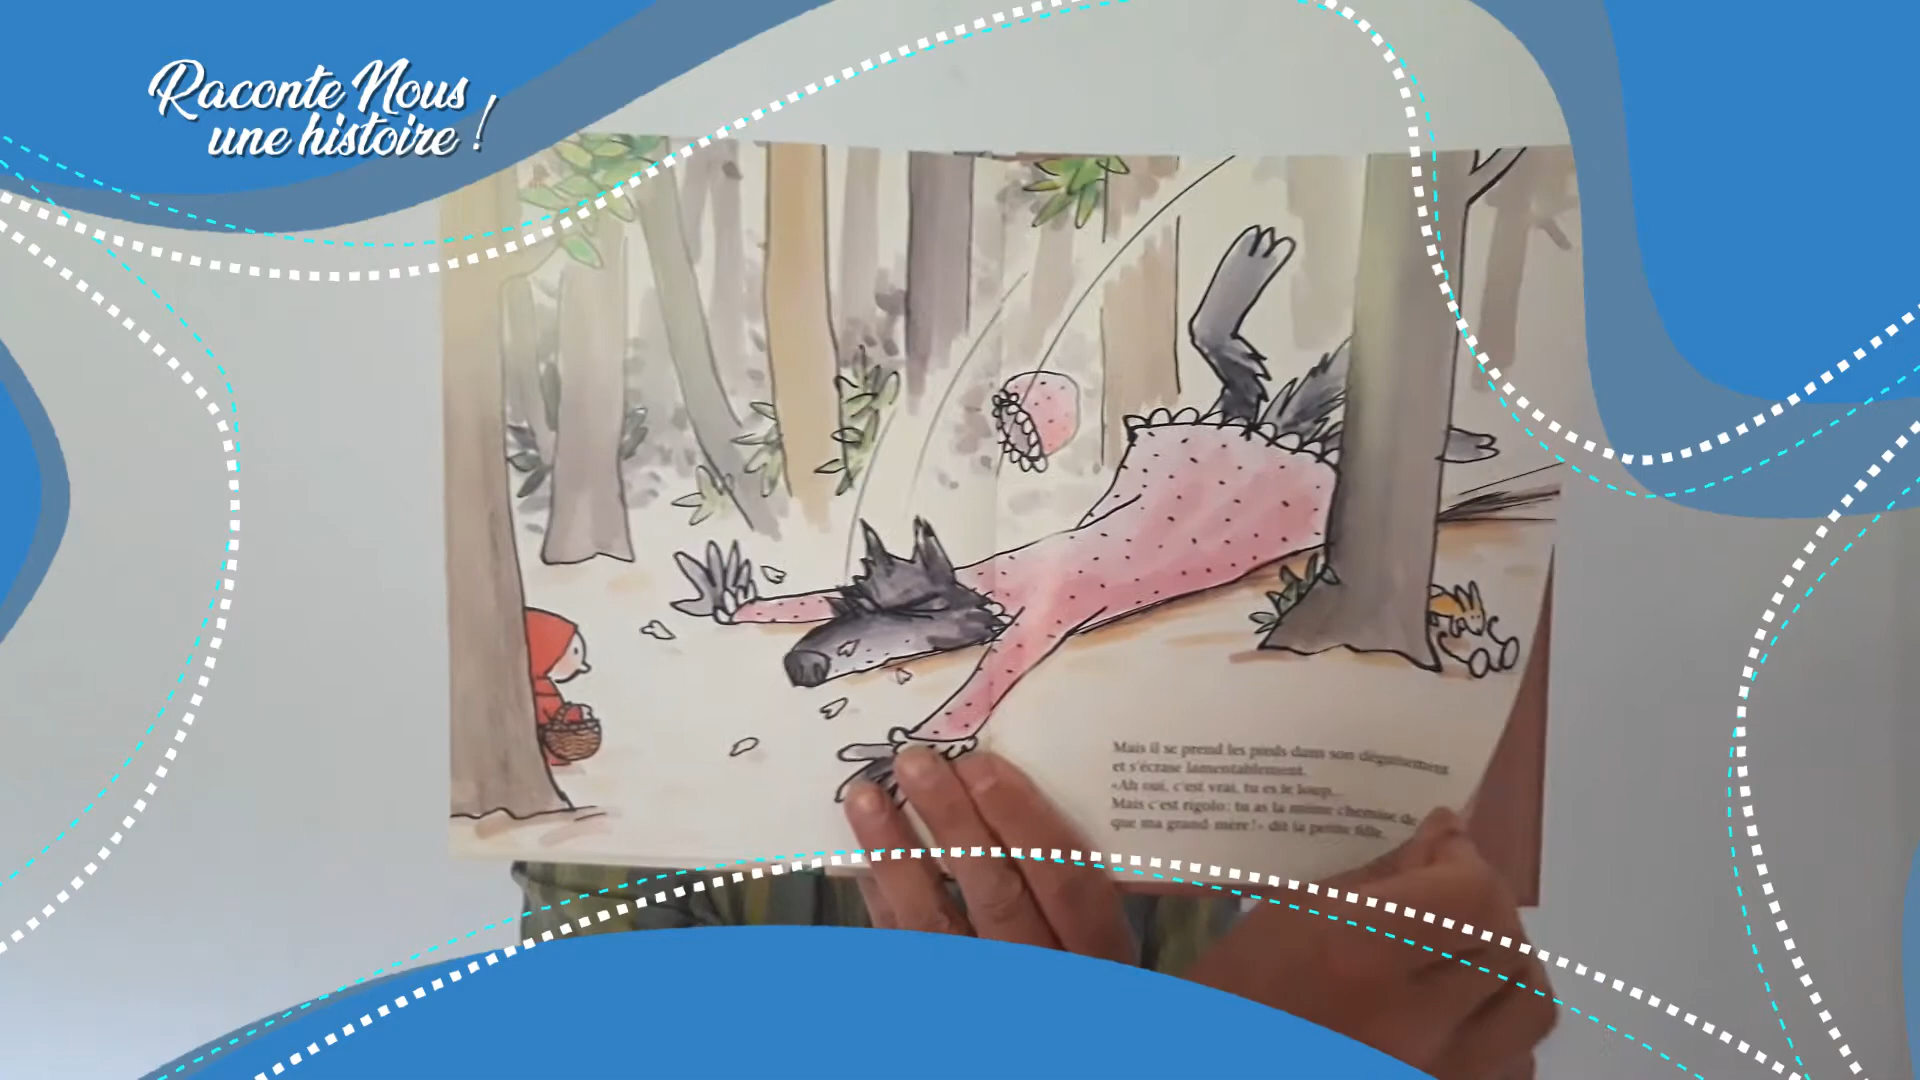 Raconte Nous
une histoire !
Mais il se prend les pieds dans son déguisement
et s'écrase lamentablement.
«Ah oui, c'est vrai, tu es le loup...
Mais c'est rigolo: tu as la même chemise de
que ma grand-mère!» dit la petite fille.